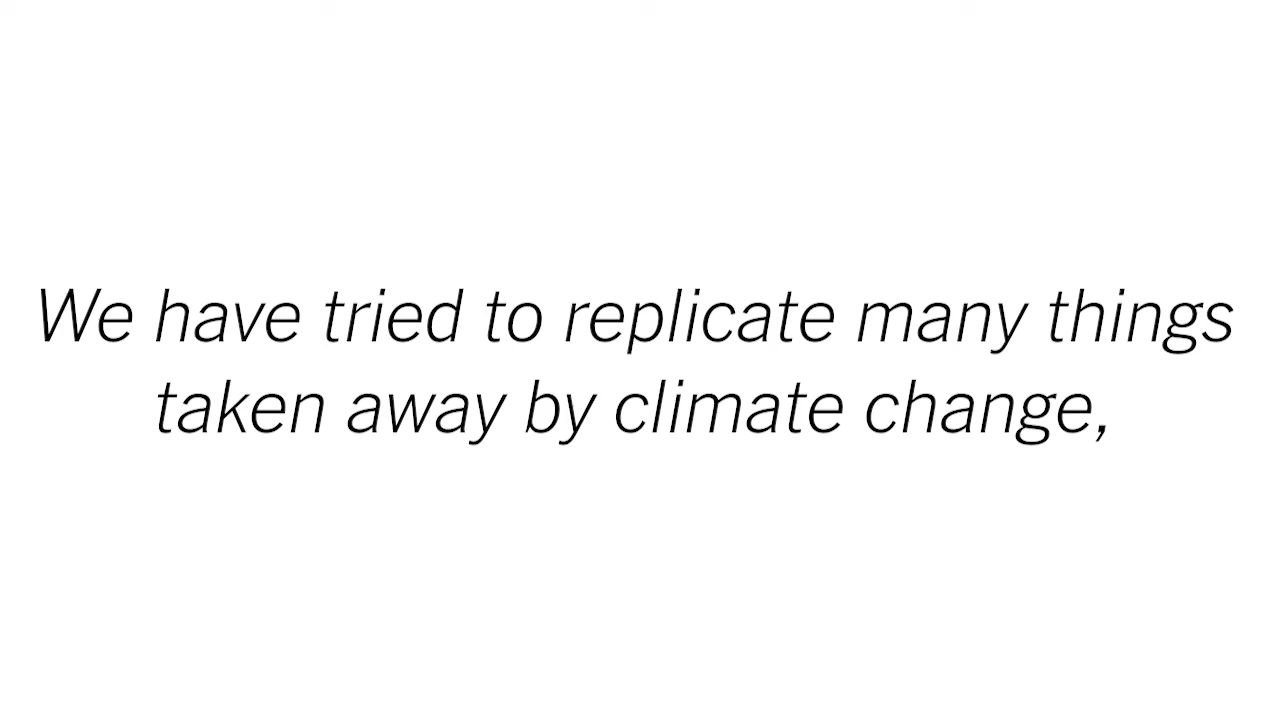 We have tried to replicate many things
taken away by climate change,